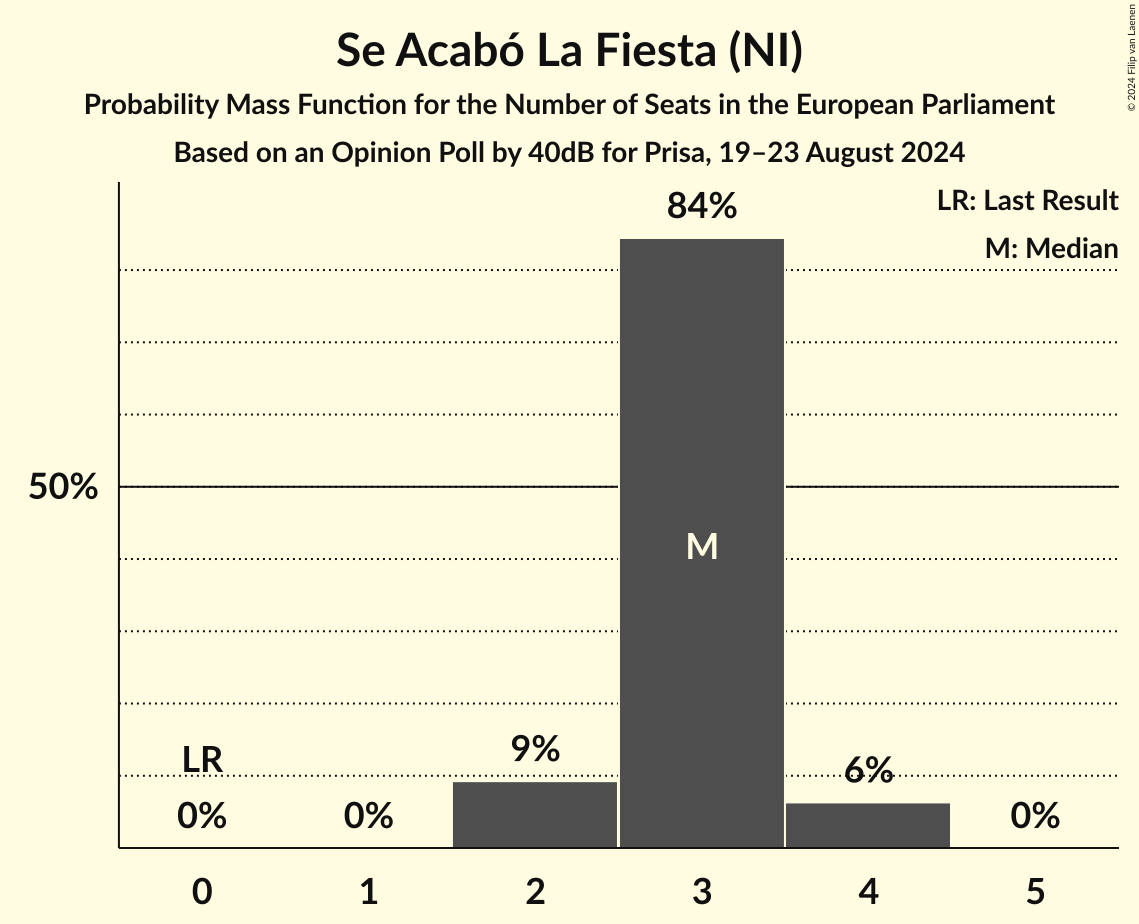 Se Acabó La Fiesta (NI)
Probability Mass Function for the Number of Seats in the European Parliament
Based on an Opinion Poll by 40dB for Prisa, 19–23 August 2024
© 2024 Filip van Laenen
LR: Last Result
M: Median
84%
50%
M
LR
9%
6%
0%
0%
0%
0 1 2 3 4 5